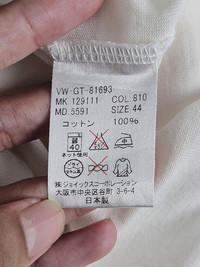 VW-GT-81693
MK.129111 COL.810
MD.5591 SIZE.44
コットン 100%
40
ネット使用
㈱ジョイックスコーポレーション
大阪市中央区谷町 3-6-4
日本製